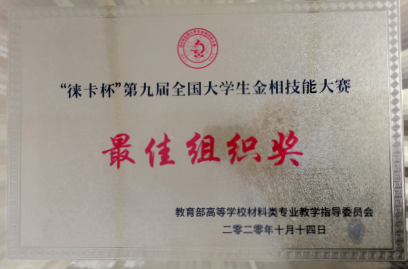 “徕卡杯”第九届全国大学生金相技能大赛
最佳组织奖
教育部高等学校材料类专业教学指导委员会
二〇二〇年十月十四日